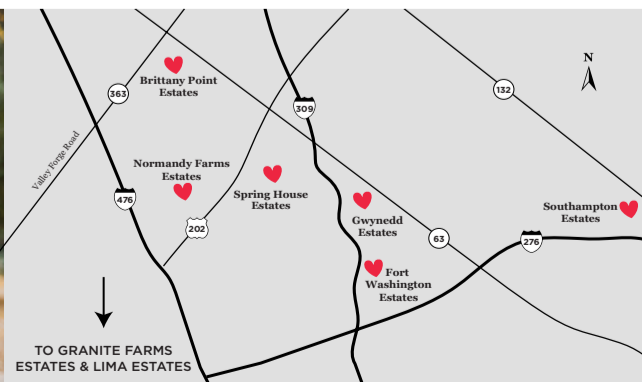 N
132
Brittany Point
Estates
363
309
Valley Forge Road
Normandy Farms
Estates
Spring House
Estates
476
202
Gwynedd
Estates
Southampton
Estates
63
276
Fort
Washington
Estates
TO GRANITE FARMS
ESTATES & LIMA ESTATES